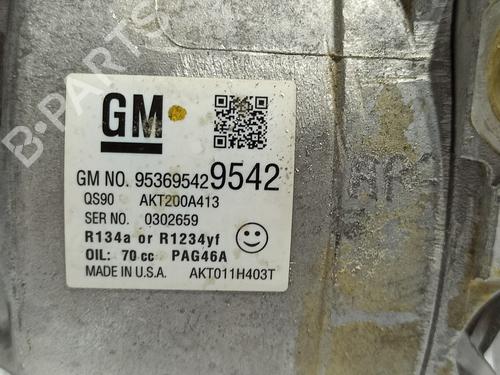 GM
GM NO. 95369542 9542
QS90 AKT200A413
SER NO. 0302659
R134a or R1234yf
OIL: 70 cc PAG46A
MADE IN U.S.A. AKT011H403T
B-PARTS